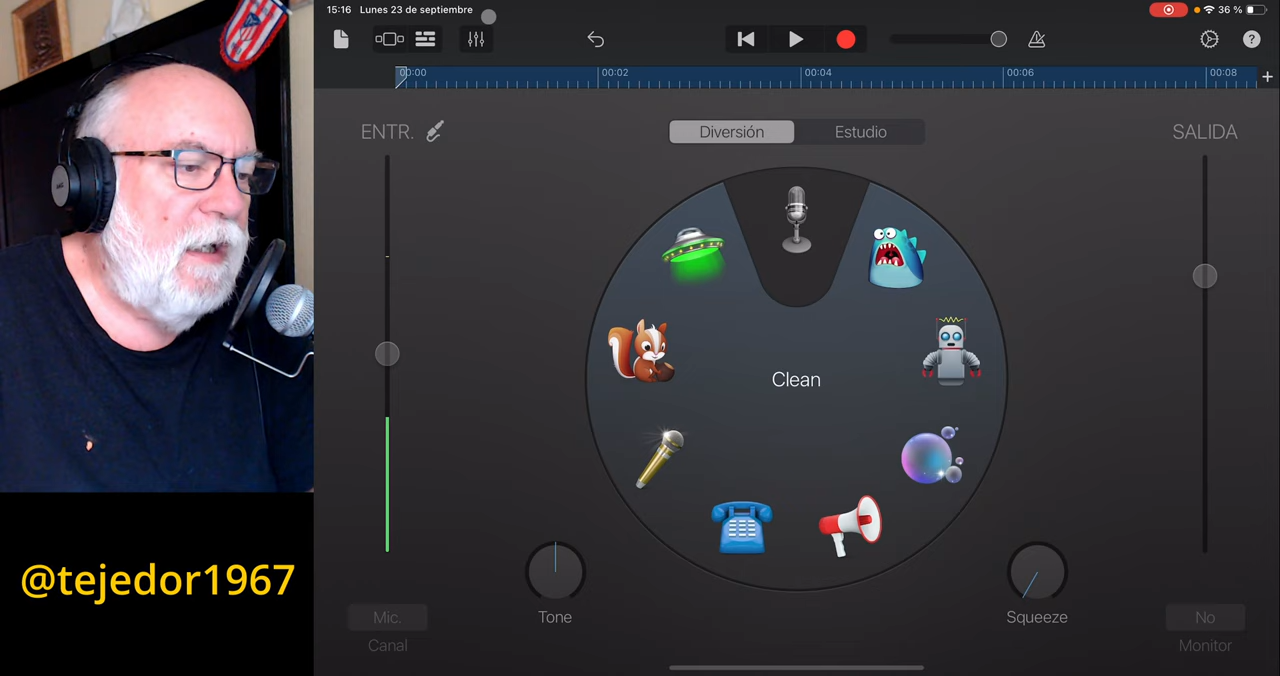 15:16 Lunes 23 de septiembre
36 %
00:00 00:02 00:04 00:06 00:08
ENTR.
Diversión Estudio
SALIDA
Clean
Tone
Squeeze
Mic.
Canal
No
Monitor
@tejedor1967